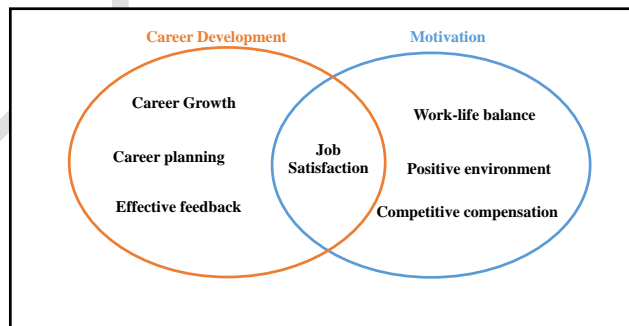 Career Development
Motivation
Career Growth
Career planning
Effective feedback
Job
Satisfaction
Work-life balance
Positive environment
Competitive compensation